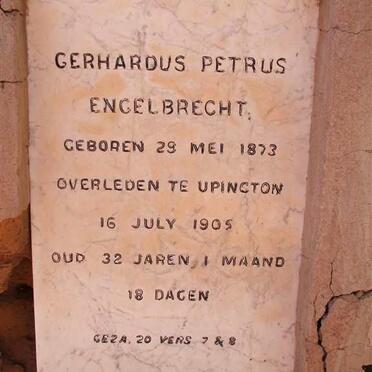 GERHARDUS PETRUS
ENGELBRECHT,
GEBOREN 29 MEI 1873
OVERLEDEN TE UPINGTON
16 JULY 1905
OUD 32 JAREN, 1 MAAND
18 DAGEN
GEZA. 20 VERS 7 & 8